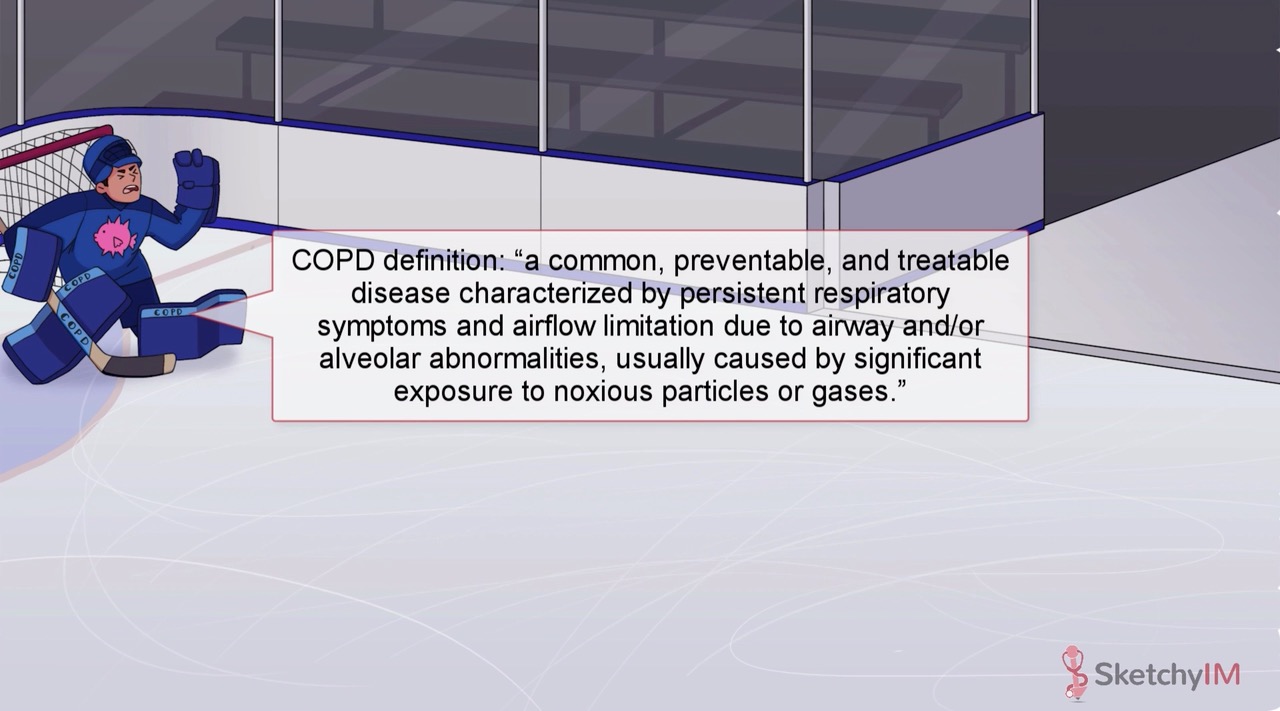 COPD definition: “a common, preventable, and treatable
disease characterized by persistent respiratory
symptoms and airflow limitation due to airway and/or
alveolar abnormalities, usually caused by significant
exposure to noxious particles or gases.”
COPD
COPD
COPD
COPD
SketchyIM